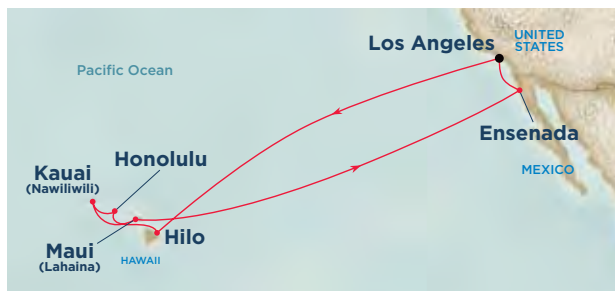 Los Angeles
UNITED
STATES
Pacific Ocean
Ensenada
MEXICO
Kauai
(Nawiliwili)
Honolulu
Maui
(Lahaina)
Hilo
HAWAII